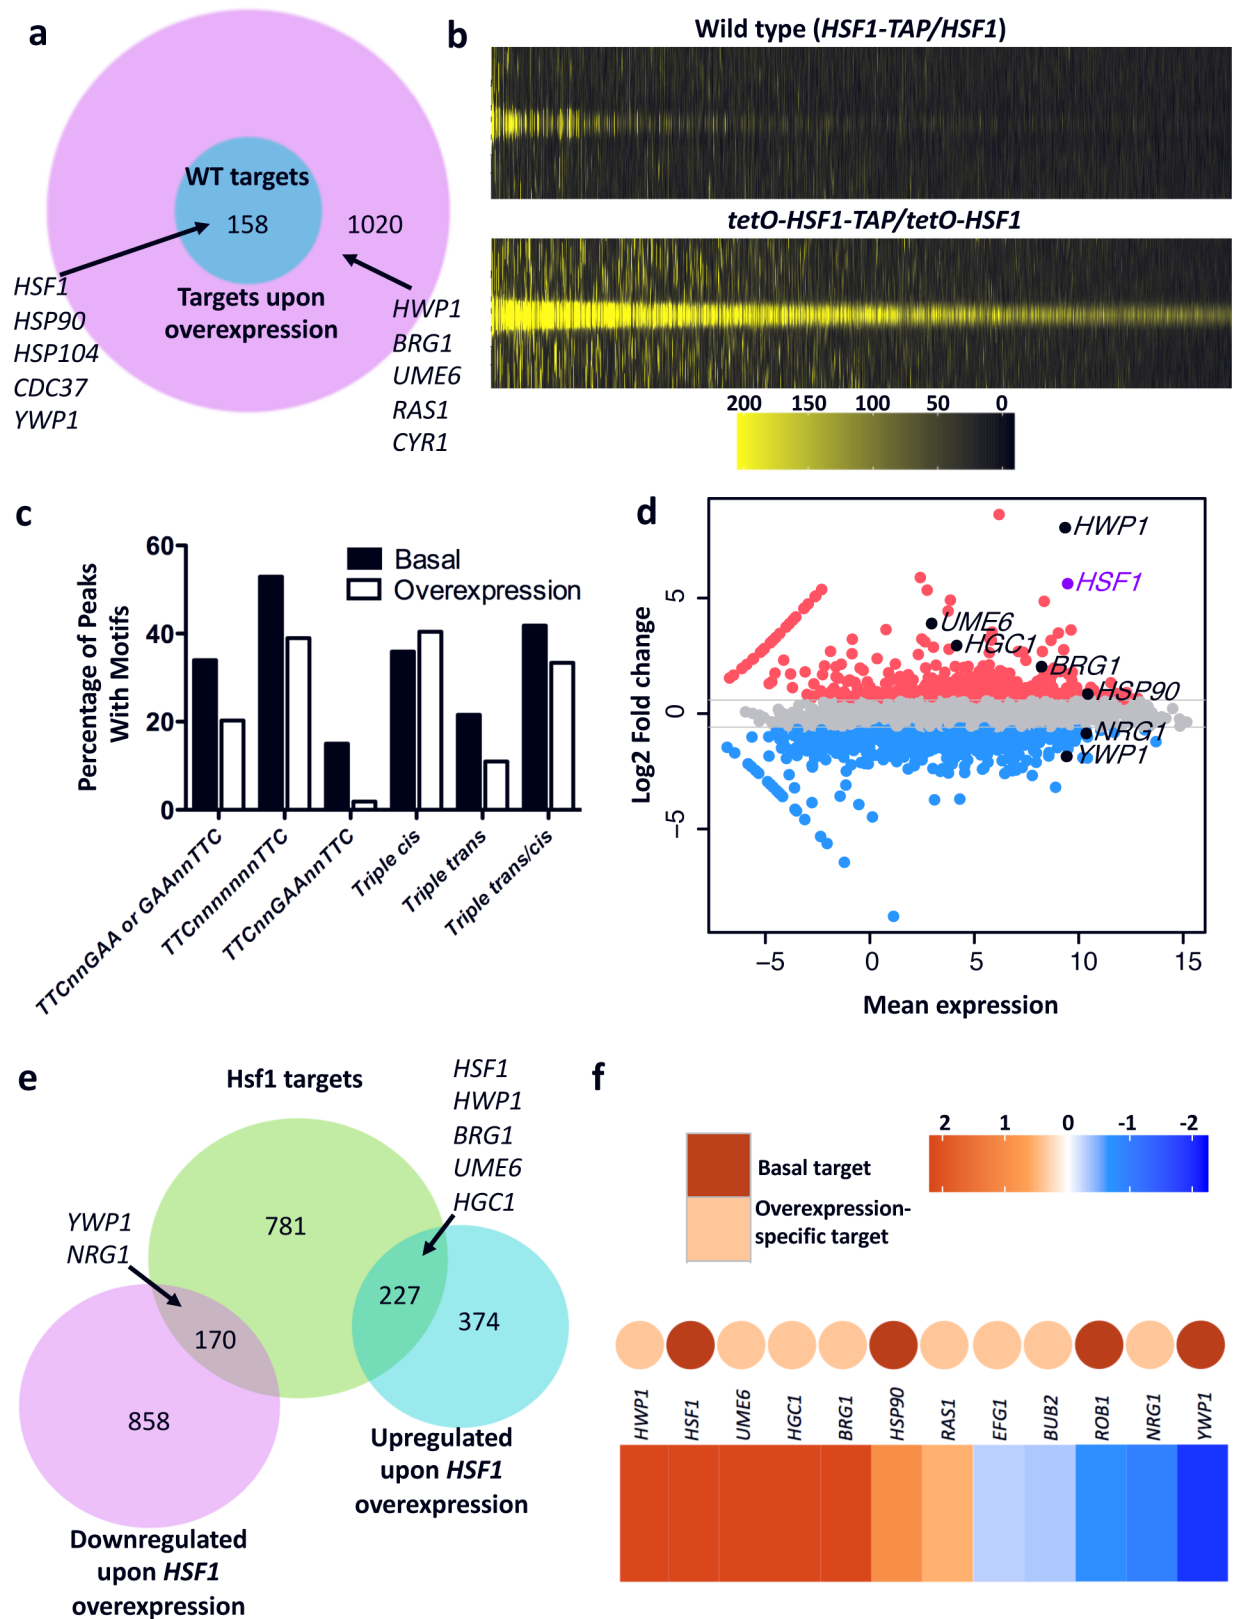 a
WT targets
158
1020
Targets upon
overexpression
HSF1
HSP90
HSP104
CDC37
YWP1
HWP1
BRG1
UME6
RAS1
CYR1
b
Wild type (HSF1-TAP/HSF1)
tetO-HSF1-TAP/tetO-HSF1
200 150 100 50 0
c
Percentage of Peaks
With Motifs
60
40
20
0
Basal
Overexpression
TTCnnGAA or GAAnnTTC
TTCnnnnnnnTTC
TTCnnGAAnnTTC
Triple cis
Triple trans
Triple trans/cis
d
Log2 Fold change
5
0
−5
HWP1
HSF1
UME6
HGC1
BRG1
HSP90
NRG1
YWP1
−5 0 5 10 15
Mean expression
e
Hsf1 targets
HSF1
HWP1
BRG1
UME6
HGC1
YWP1
NRG1
781
227
374
170
858
Upregulated
upon HSF1
overexpression
Downregulated
upon HSF1
overexpression
f
Basal target
Overexpression-
specific target
2 1 0 -1 -2
HWP1
HSF1
UME6
HGC1
BRG1
HSP90
RAS1
EFG1
BUB2
ROB1
NRG1
YWP1